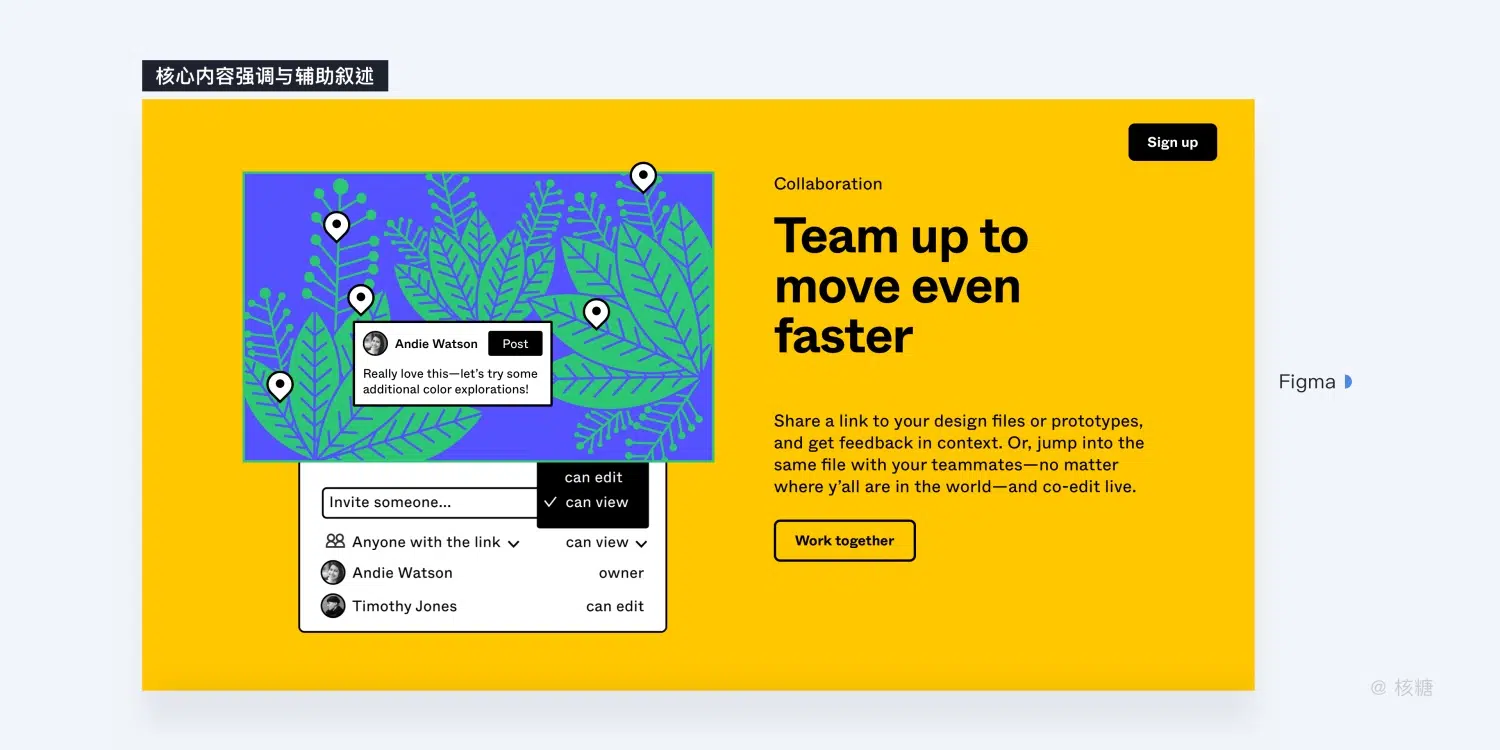 核心内容强调与辅助叙述
Sign up
Andie Watson
Post
Really love this—let's try some
additional color explorations!
can edit
Invite someone...
can view
Anyone with the link
can view
Andie Watson
owner
Timothy Jones
can edit
Collaboration
Team up to
move even
faster
Share a link to your design files or prototypes,
and get feedback in context. Or, jump into the
same file with your teammates—no matter
where y'all are in the world—and co-edit live.
Work together
Figma
@ 核糖